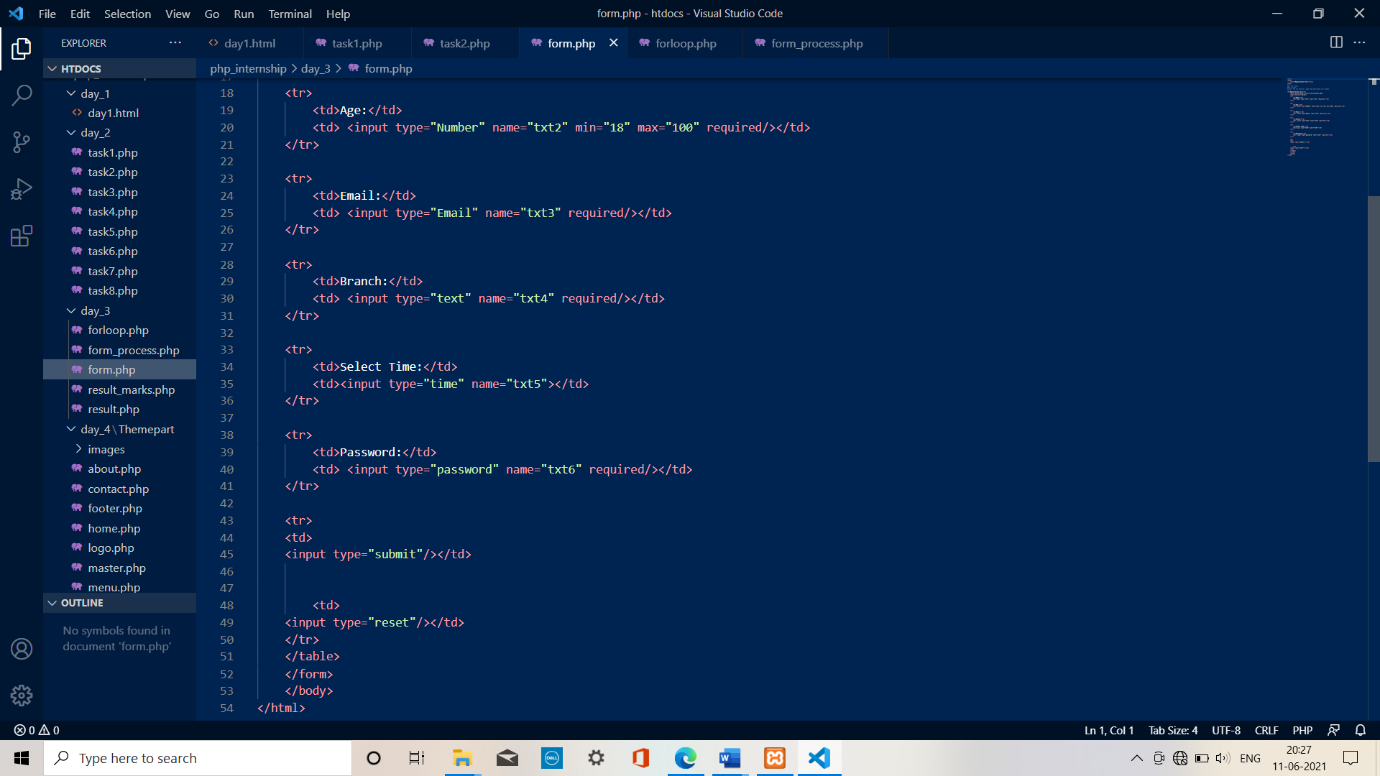 File Edit Selection View Go Run Terminal Help form.php - htdocs - Visual Studio Code
EXPLORER
day1.html task1.php task2.php form.php forloop.php form_process.php
HTDOCS
php_internship > day_3 > form.php
day_1
day1.html
day_2
task1.php
task2.php
task3.php
task4.php
task5.php
task6.php
task7.php
task8.php
day_3
forloop.php
form_process.php
form.php
result_marks.php
result.php
day_4\Themepart
images
about.php
contact.php
footer.php
home.php
logo.php
master.php
menu.php
OUTLINE
No symbols found in
document 'form.php'
17
18 <tr>
19 <td>Age:</td>
20 <td> <input type="Number" name="txt2" min="18" max="100" required/></td>
21 </tr>
22
23 <tr>
24 <td>Email:</td>
25 <td> <input type="Email" name="txt3" required/></td>
26 </tr>
27
28 <tr>
29 <td>Branch:</td>
30 <td> <input type="text" name="txt4" required/></td>
31 </tr>
32
33 <tr>
34 <td>Select Time:</td>
35 <td><input type="time" name="txt5"></td>
36 </tr>
37
38 <tr>
39 <td>Password:</td>
40 <td> <input type="password" name="txt6" required/></td>
41 </tr>
42
43 <tr>
44 <td>
45 <input type="submit"/></td>
46
47
48 <td>
49 <input type="reset"/></td>
50 </tr>
51 </table>
52 </form>
53 </body>
54 </html>
0 0 Ln 1, Col 1 Tab Size: 4 UTF-8 CRLF PHP
Type here to search
DELL
ENG
20:27
11-06-2021